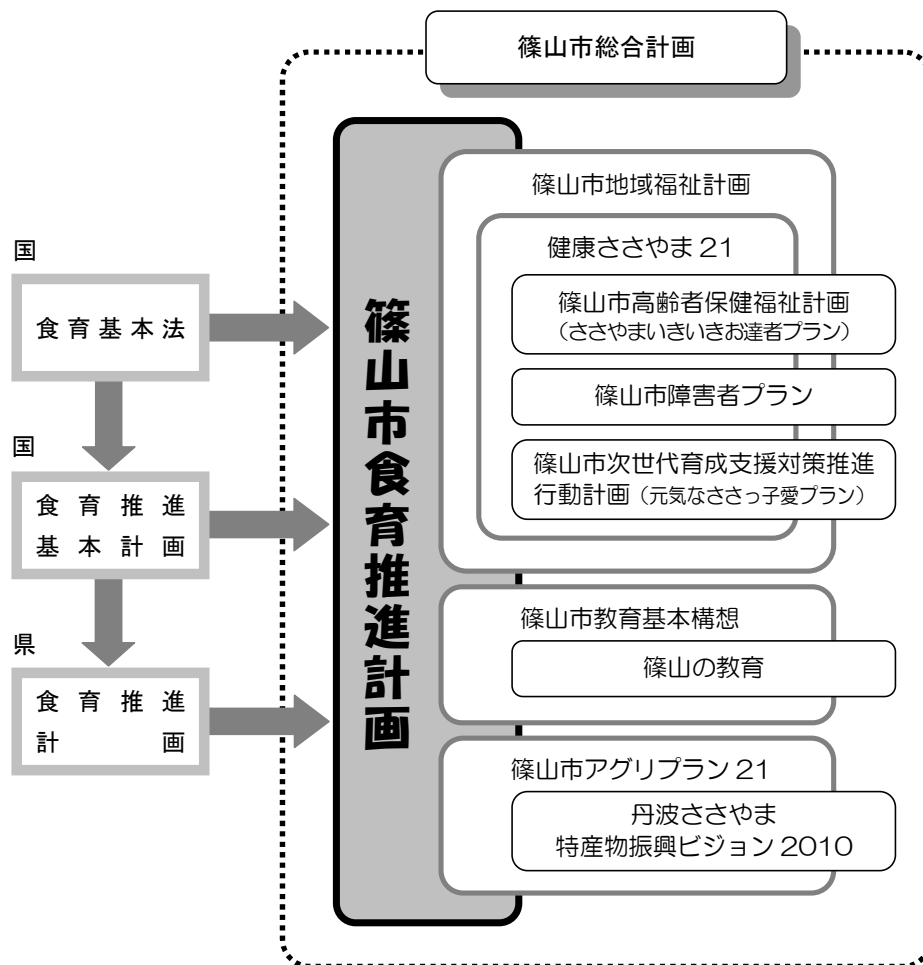 篠山市総合計画
国
食育基本法
国
食育推進
基本計画
県
食育推進
計画
篠山市食育推進計画
篠山市地域福祉計画
健康ささやま 21
篠山市高齢者保健福祉計画
（ささやまいきいきお達者プラン）
篠山市障害者プラン
篠山市次世代育成支援対策推進
行動計画（元気なささっ子愛プラン）
篠山市教育基本構想
篠山の教育
篠山市アグリプラン 21
丹波ささやま
特産物振興ビジョン 2010